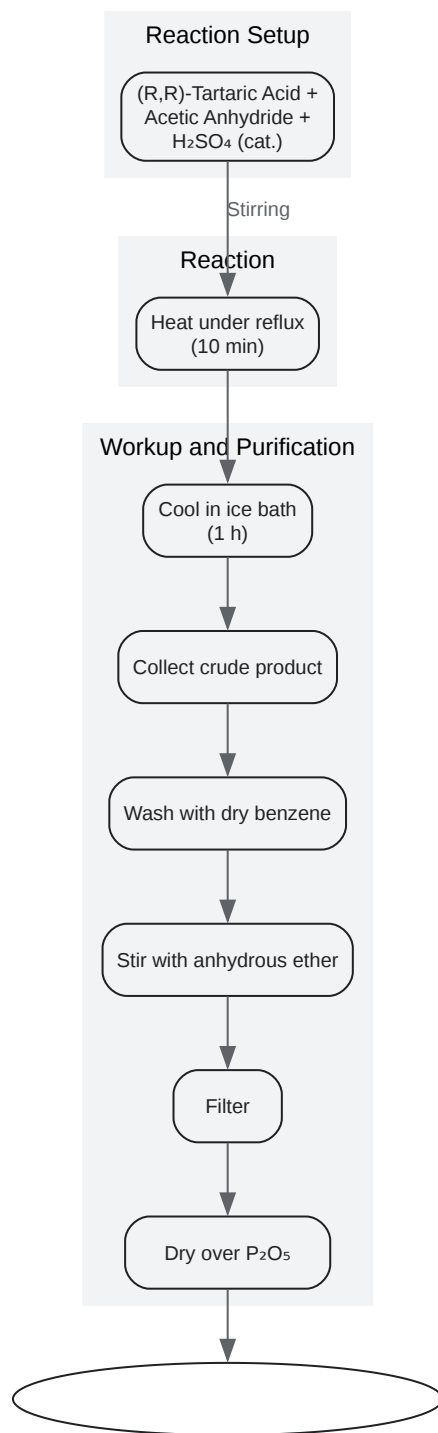 Reaction Setup
(R,R)-Tartaric Acid +
Acetic Anhydride +
H₂SO₄ (cat.)
Stirring
Reaction
Heat under reflux
(10 min)
Workup and Purification
Cool in ice bath
(1 h)
Collect crude product
Wash with dry benzene
Stir with anhydrous ether
Filter
Dry over P₂O₅